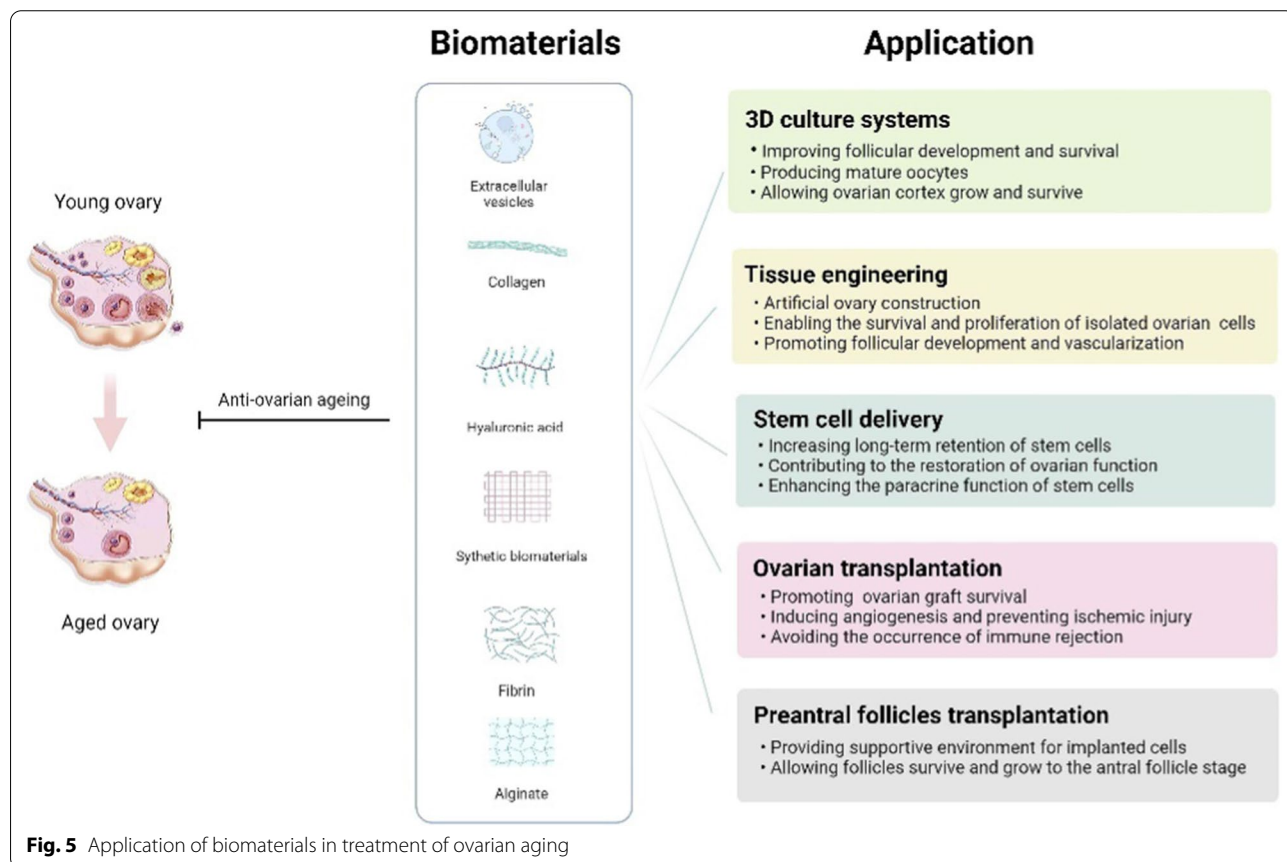 Biomaterials
Application
Young ovary
Aged ovary
Anti-ovarian ageing
Extracellular
vesicles
Collagen
Hyaluronic acid
Sythetic biomaterials
Fibrin
Alginate
3D culture systems
• Improving follicular development and survival
• Producing mature oocytes
• Allowing ovarian cortex grow and survive
Tissue engineering
• Artificial ovary construction
• Enabling the survival and proliferation of isolated ovarian cells
• Promoting follicular development and vascularization
Stem cell delivery
• Increasing long-term retention of stem cells
• Contributing to the restoration of ovarian function
• Enhancing the paracrine function of stem cells
Ovarian transplantation
• Promoting ovarian graft survival
• Inducing angiogenesis and preventing ischemic injury
• Avoiding the occurrence of immune rejection
Preantral follicles transplantation
• Providing supportive environment for implanted cells
• Allowing follicles survive and grow to the antral follicle stage
Fig. 5 Application of biomaterials in treatment of ovarian aging